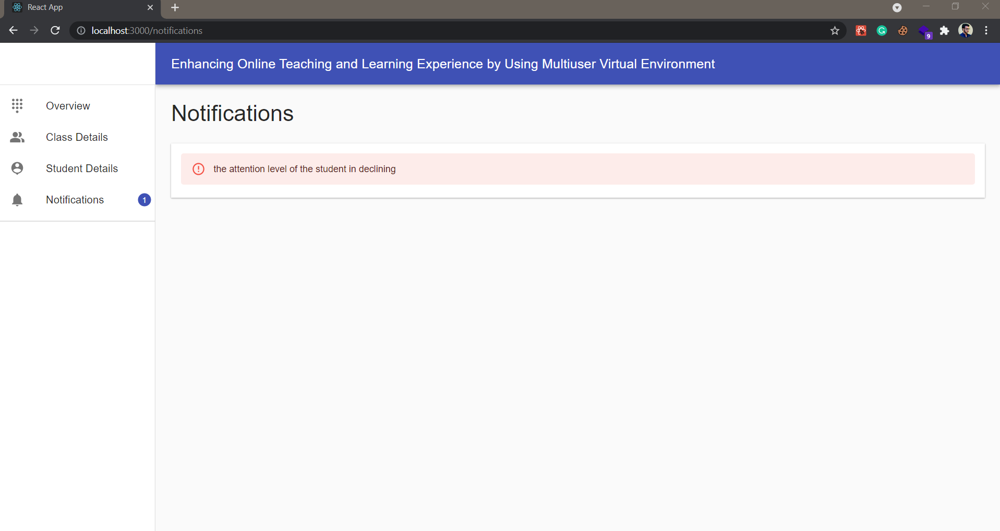 React App
localhost:3000/notifications
9
Enhancing Online Teaching and Learning Experience by Using Multiuser Virtual Environment
Overview
Class Details
Student Details
Notifications 1
Notifications
the attention level of the student in declining